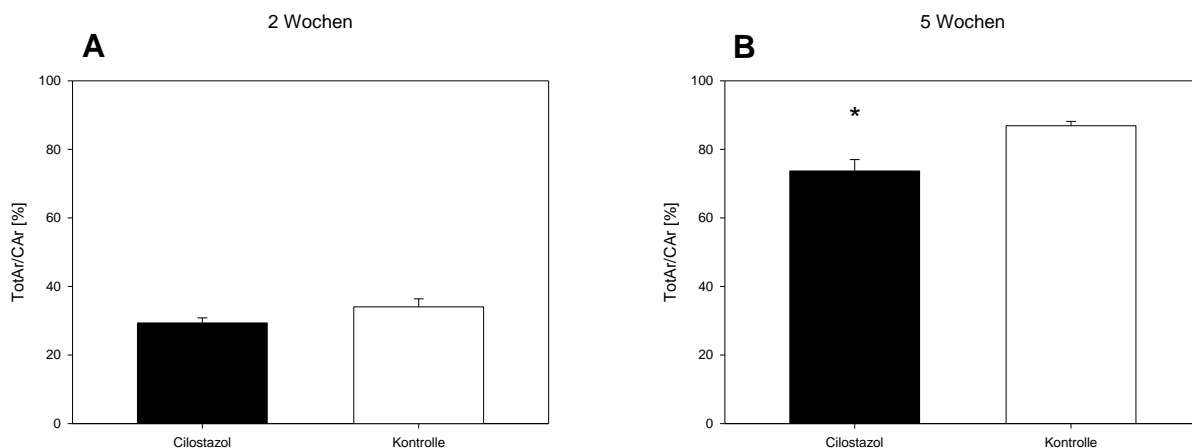 2 Wochen
A
100
80
60
40
20
0
TotAr/CAr [%]
Cilostazol
Kontrolle
5 Wochen
B
100
80
60
40
20
0
TotAr/CAr [%]
*
Cilostazol
Kontrolle